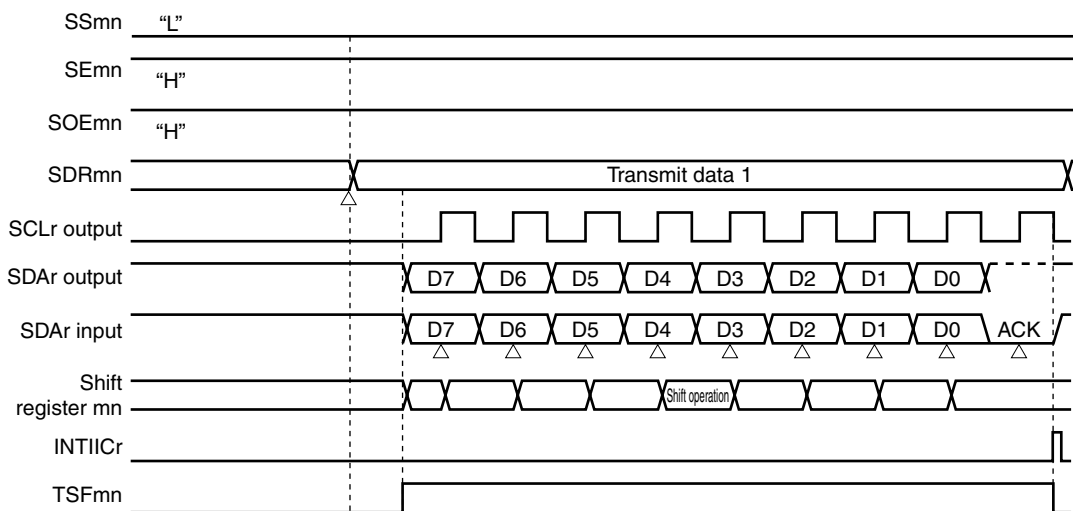 SSmn “L”
SEmn “H”
SOEmn “H”
SDRmn Transmit data 1
SCLr output
SDAr output D7 D6 D5 D4 D3 D2 D1 D0
SDAr input D7 D6 D5 D4 D3 D2 D1 D0 ACK
Shift
register mn Shift operation
INTIICr
TSFmn